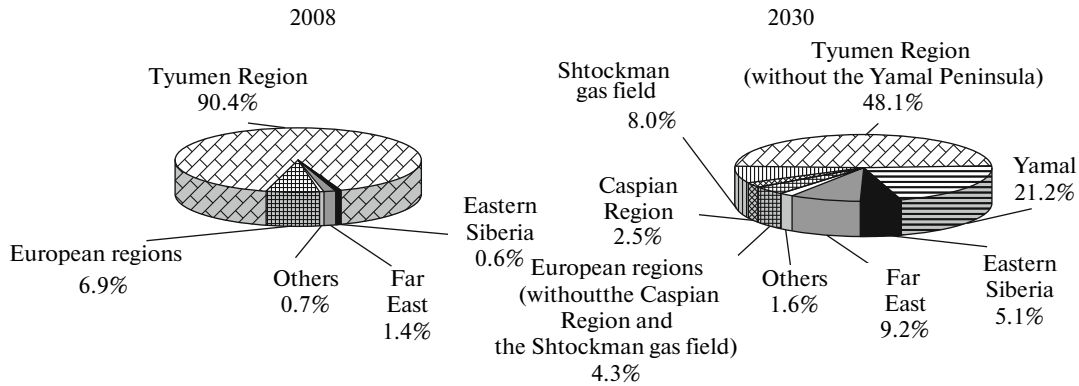 2008
Tyumen Region
90.4%
European regions
6.9%
Others
0.7%
Far
East
1.4%
Eastern
Siberia
0.6%
2030
Tyumen Region
(without the Yamal Peninsula)
48.1%
Shtockman
gas field
8.0%
Caspian
Region
2.5%
European regions
(withoutthe Caspian
Region and
the Shtockman gas field)
4.3%
Others
1.6%
Far
East
9.2%
Eastern
Siberia
5.1%
Yamal
21.2%